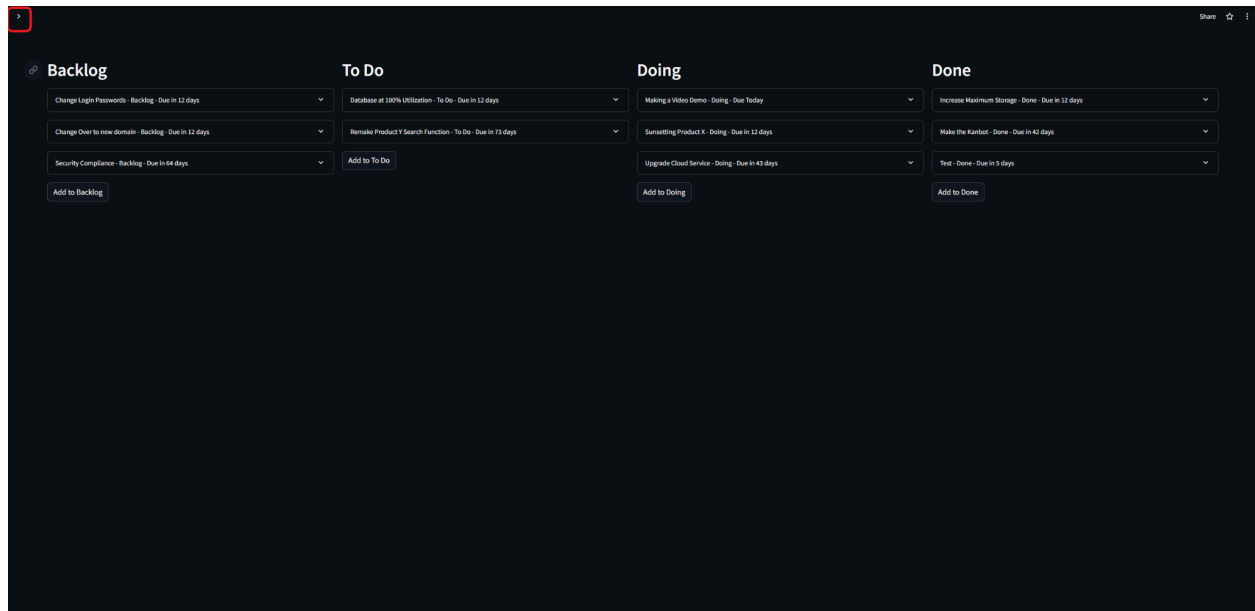 Share
Backlog
Change Login Passwords - Backlog - Due in 12 days
Change Over to new domain - Backlog - Due in 12 days
Security Compliance - Backlog - Due in 64 days
Add to Backlog
To Do
Database at 100% Utilization - To Do - Due in 12 days
Remake Product Y Search Function - To Do - Due in 73 days
Add to To Do
Doing
Making a Video Demo - Doing - Due Today
Sunsetting Product X - Doing - Due in 12 days
Upgrade Cloud Service - Doing - Due in 43 days
Add to Doing
Done
Increase Maximum Storage - Done - Due in 12 days
Make the Kanbot - Done - Due in 42 days
Test - Done - Due in 5 days
Add to Done